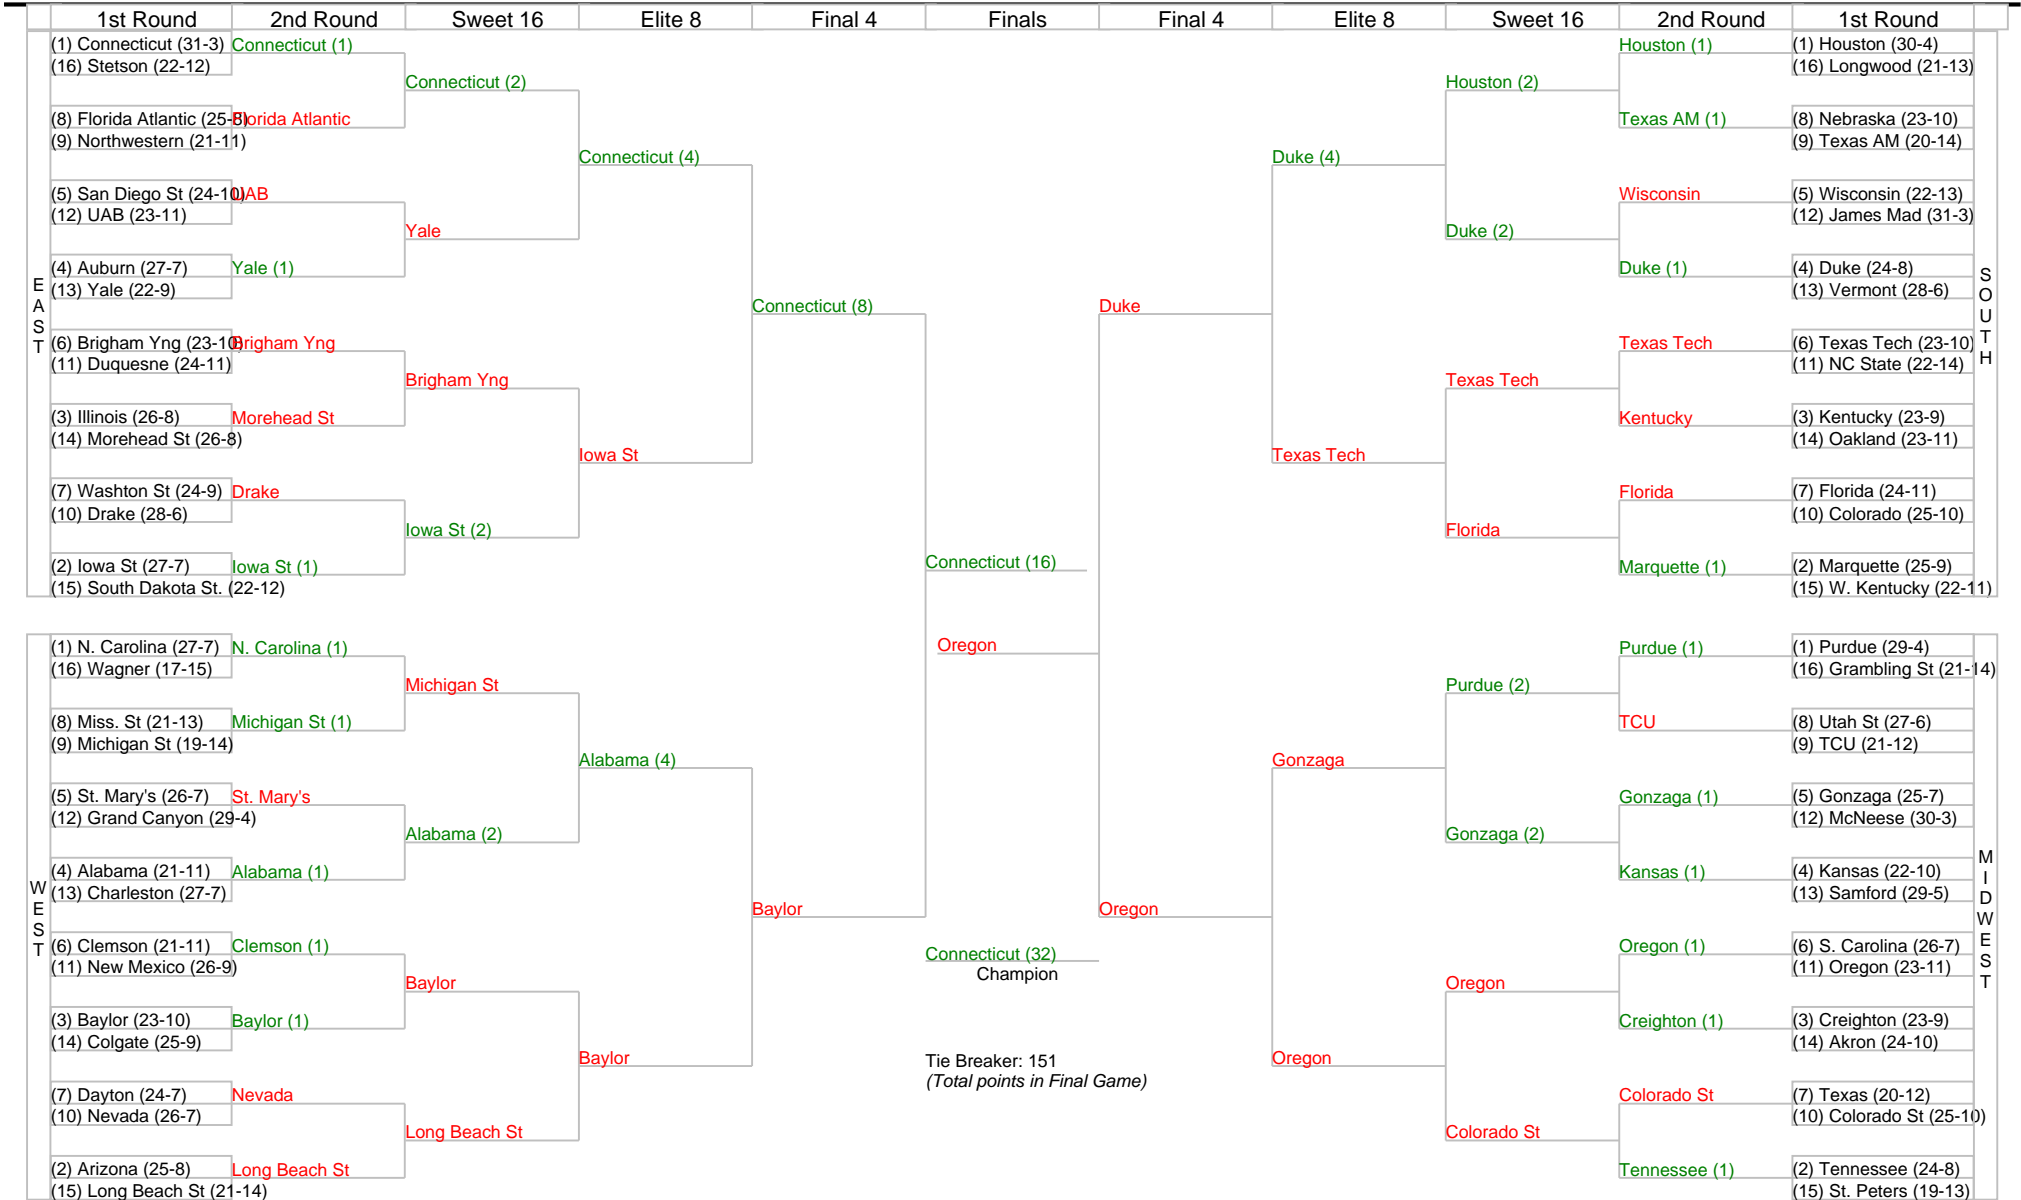 1st Round 2nd Round Sweet 16 Elite 8 Final 4 Finals Final 4 Elite 8 Sweet 16 2nd Round 1st Round
EAST
(1) Connecticut (31-3)
(16) Stetson (22-12)
(8) Florida Atlantic (25-8)
(9) Northwestern (21-11)
(5) San Diego St (24-10)
(12) UAB (23-11)
(4) Auburn (27-7)
(13) Yale (22-9)
(6) Brigham Yng (23-10)
(11) Duquesne (24-11)
(3) Illinois (26-8)
(14) Morehead St (26-8)
(7) Washton St (24-9)
(10) Drake (28-6)
(2) Iowa St (27-7)
(15) South Dakota St. (22-12)
Connecticut (1)
Florida Atlantic
UAB
Yale (1)
Brigham Yng
Morehead St
Drake
Iowa St (1)
Connecticut (2)
Yale
Brigham Yng
Iowa St (2)
Connecticut (4)
Iowa St
Connecticut (8)
WEST
(1) N. Carolina (27-7)
(16) Wagner (17-15)
(8) Miss. St (21-13)
(9) Michigan St (19-14)
(5) St. Mary's (26-7)
(12) Grand Canyon (29-4)
(4) Alabama (21-11)
(13) Charleston (27-7)
(6) Clemson (21-11)
(11) New Mexico (26-9)
(3) Baylor (23-10)
(14) Colgate (25-9)
(7) Dayton (24-7)
(10) Nevada (26-7)
(2) Arizona (25-8)
(15) Long Beach St (21-14)
N. Carolina (1)
Michigan St (1)
St. Mary's
Alabama (1)
Clemson (1)
Baylor (1)
Nevada
Long Beach St
Michigan St
Alabama (2)
Baylor
Long Beach St
Alabama (4)
Baylor
Baylor
Connecticut (16)
Oregon
Connecticut (32)
Champion
Tie Breaker: 151
(Total points in Final Game)
Duke
Oregon
Duke (4)
Texas Tech
Houston (2)
Duke (2)
Texas Tech
Florida
Houston (1)
Texas AM (1)
Wisconsin
Duke (1)
Texas Tech
Kentucky
Florida
Marquette (1)
(1) Houston (30-4)
(16) Longwood (21-13)
(8) Nebraska (23-10)
(9) Texas AM (20-14)
(5) Wisconsin (22-13)
(12) James Mad (31-3)
(4) Duke (24-8)
(13) Vermont (28-6)
(6) Texas Tech (23-10)
(11) NC State (22-14)
(3) Kentucky (23-9)
(14) Oakland (23-11)
(7) Florida (24-11)
(10) Colorado (25-10)
(2) Marquette (25-9)
(15) W. Kentucky (22-11)
SOUTH
Gonzaga
Oregon
Purdue (2)
Gonzaga (2)
Oregon
Colorado St
Purdue (1)
TCU
Gonzaga (1)
Kansas (1)
Oregon (1)
Creighton (1)
Colorado St
Tennessee (1)
(1) Purdue (29-4)
(16) Grambling St (21-14)
(8) Utah St (27-6)
(9) TCU (21-12)
(5) Gonzaga (25-7)
(12) McNeese (30-3)
(4) Kansas (22-10)
(13) Samford (29-5)
(6) S. Carolina (26-7)
(11) Oregon (23-11)
(3) Creighton (23-9)
(14) Akron (24-10)
(7) Texas (20-12)
(10) Colorado St (25-10)
(2) Tennessee (24-8)
(15) St. Peters (19-13)
MIDWEST